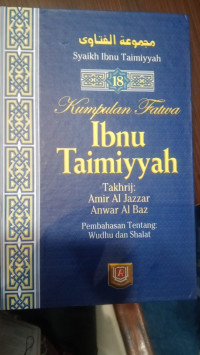 مجموعة الفتاوى
Syaikh Ibnu Taimiyyah
18
Kumpulan Fatwa
Ibnu
Taimiyyah
Takhrij:
Amir Al Jazzar
Anwar Al Baz
Pembahasan Tentang:
Wudhu dan Shalat